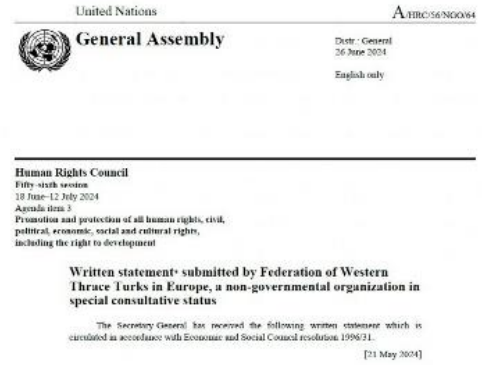 United Nations
A/HRC/56/NGO/64
General Assembly
Distr.: General
26 June 2024
English only
Human Rights Council
Fifty-sixth session
18 June–12 July 2024
Agenda item 3
Promotion and protection of all human rights, civil,
political, economic, social and cultural rights,
including the right to development
Written statement* submitted by Federation of Western
Thrace Turks in Europe, a non-governmental organization in
special consultative status
The Secretary-General has received the following written statement which is
circulated in accordance with Economic and Social Council resolution 1996/31.
[21 May 2024]